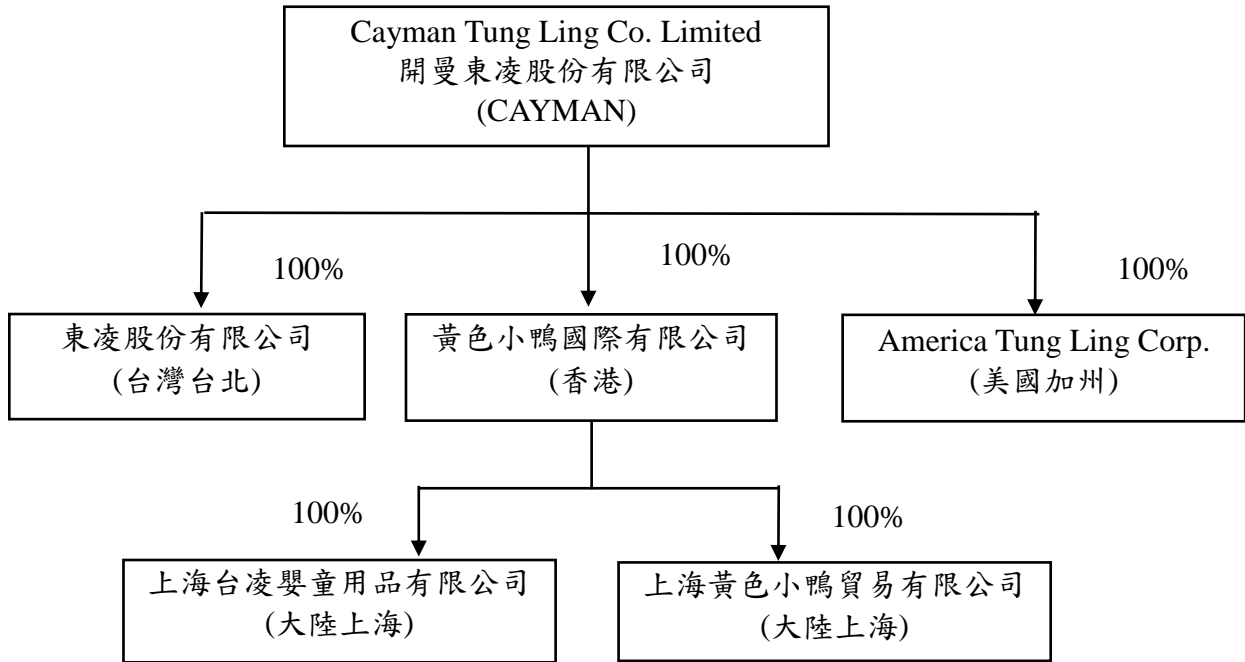 Cayman Tung Ling Co. Limited
開曼東凌股份有限公司
(CAYMAN)
100%
100%
100%
東凌股份有限公司
(台灣台北)
黃色小鴨國際有限公司
(香港)
America Tung Ling Corp.
(美國加州)
100%
100%
上海台凌嬰童用品有限公司
(大陸上海)
上海黃色小鴨貿易有限公司
(大陸上海)